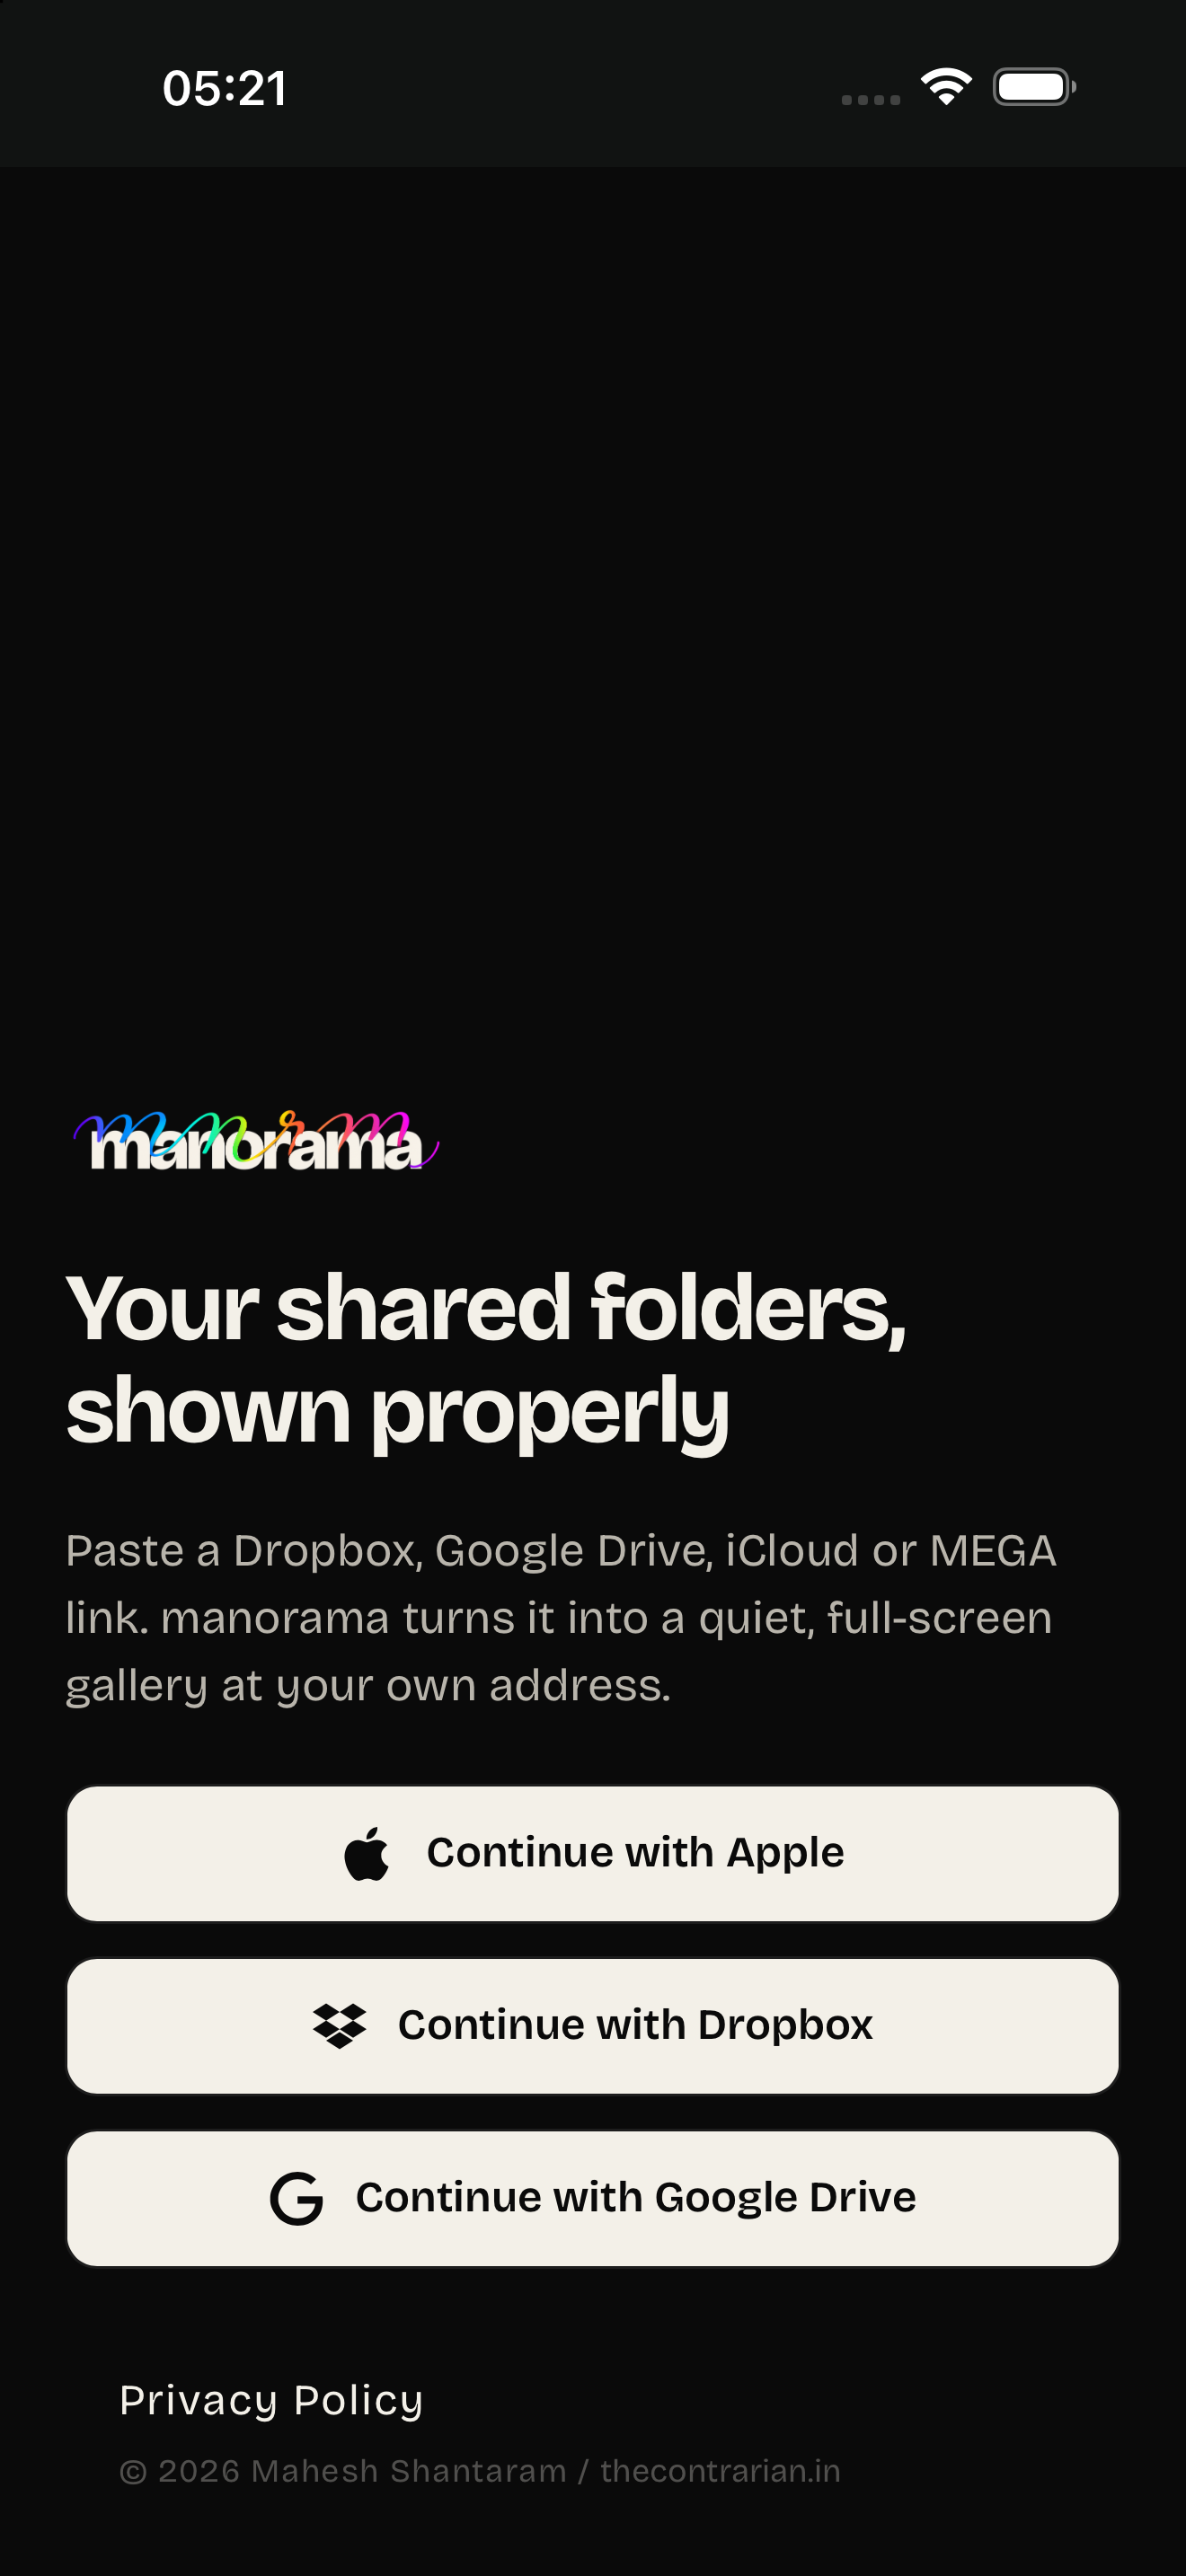 05:21
manorama
Your shared folders,
shown properly
Paste a Dropbox, Google Drive, iCloud or MEGA
link. manorama turns it into a quiet, full-screen
gallery at your own address.
Continue with Apple
Continue with Dropbox
Continue with Google Drive
Privacy Policy
© 2026 Mahesh Shantaram / thecontrarian.in